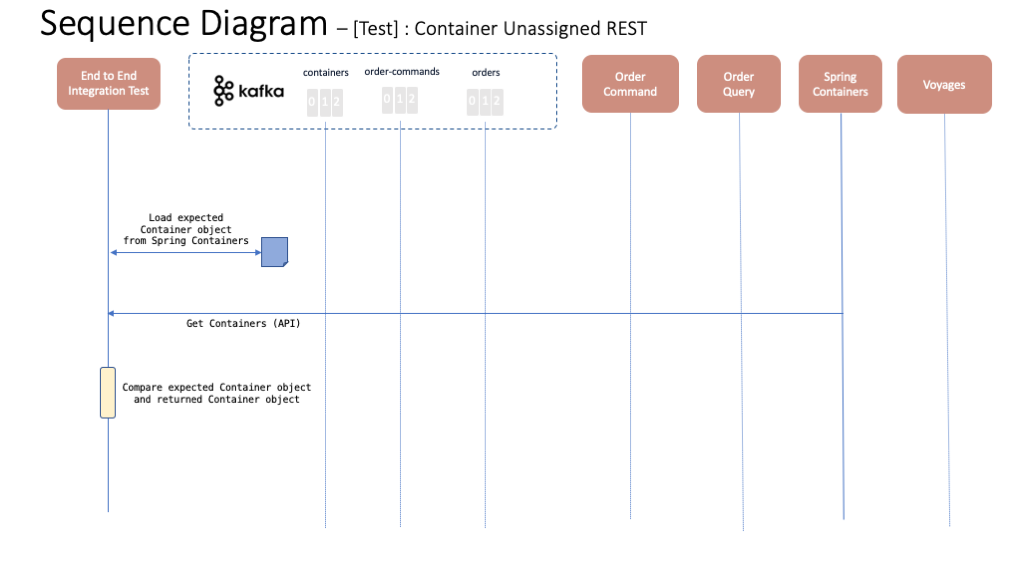 Sequence Diagram – [Test] : Container Unassigned REST
End to End
Integration Test
kafka
containers
order-commands
orders
0 1 2
0 1 2
0 1 2
Order
Command
Order
Query
Spring
Containers
Voyages
Load expected
Container object
from Spring Containers
Get Containers (API)
Compare expected Container object
and returned Container object